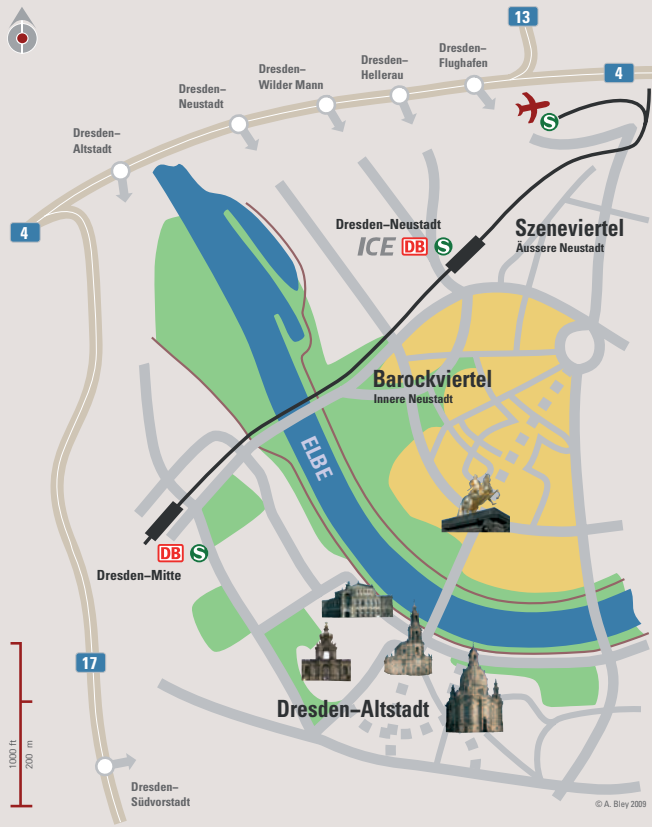 13
Dresden–
Flughafen
4
Dresden–
Hellerau
Dresden–
Wilder Mann
Dresden–
Neustadt
S
Dresden–
Altstadt
4
Dresden–Neustadt
ICE DB S
Szeneviertel
Äussere Neustadt
Barockviertel
Innere Neustadt
ELBE
DB S
Dresden–Mitte
17
Dresden–Altstadt
1000 ft
200 m
Dresden–
Südvorstadt
© A. Bley 2009